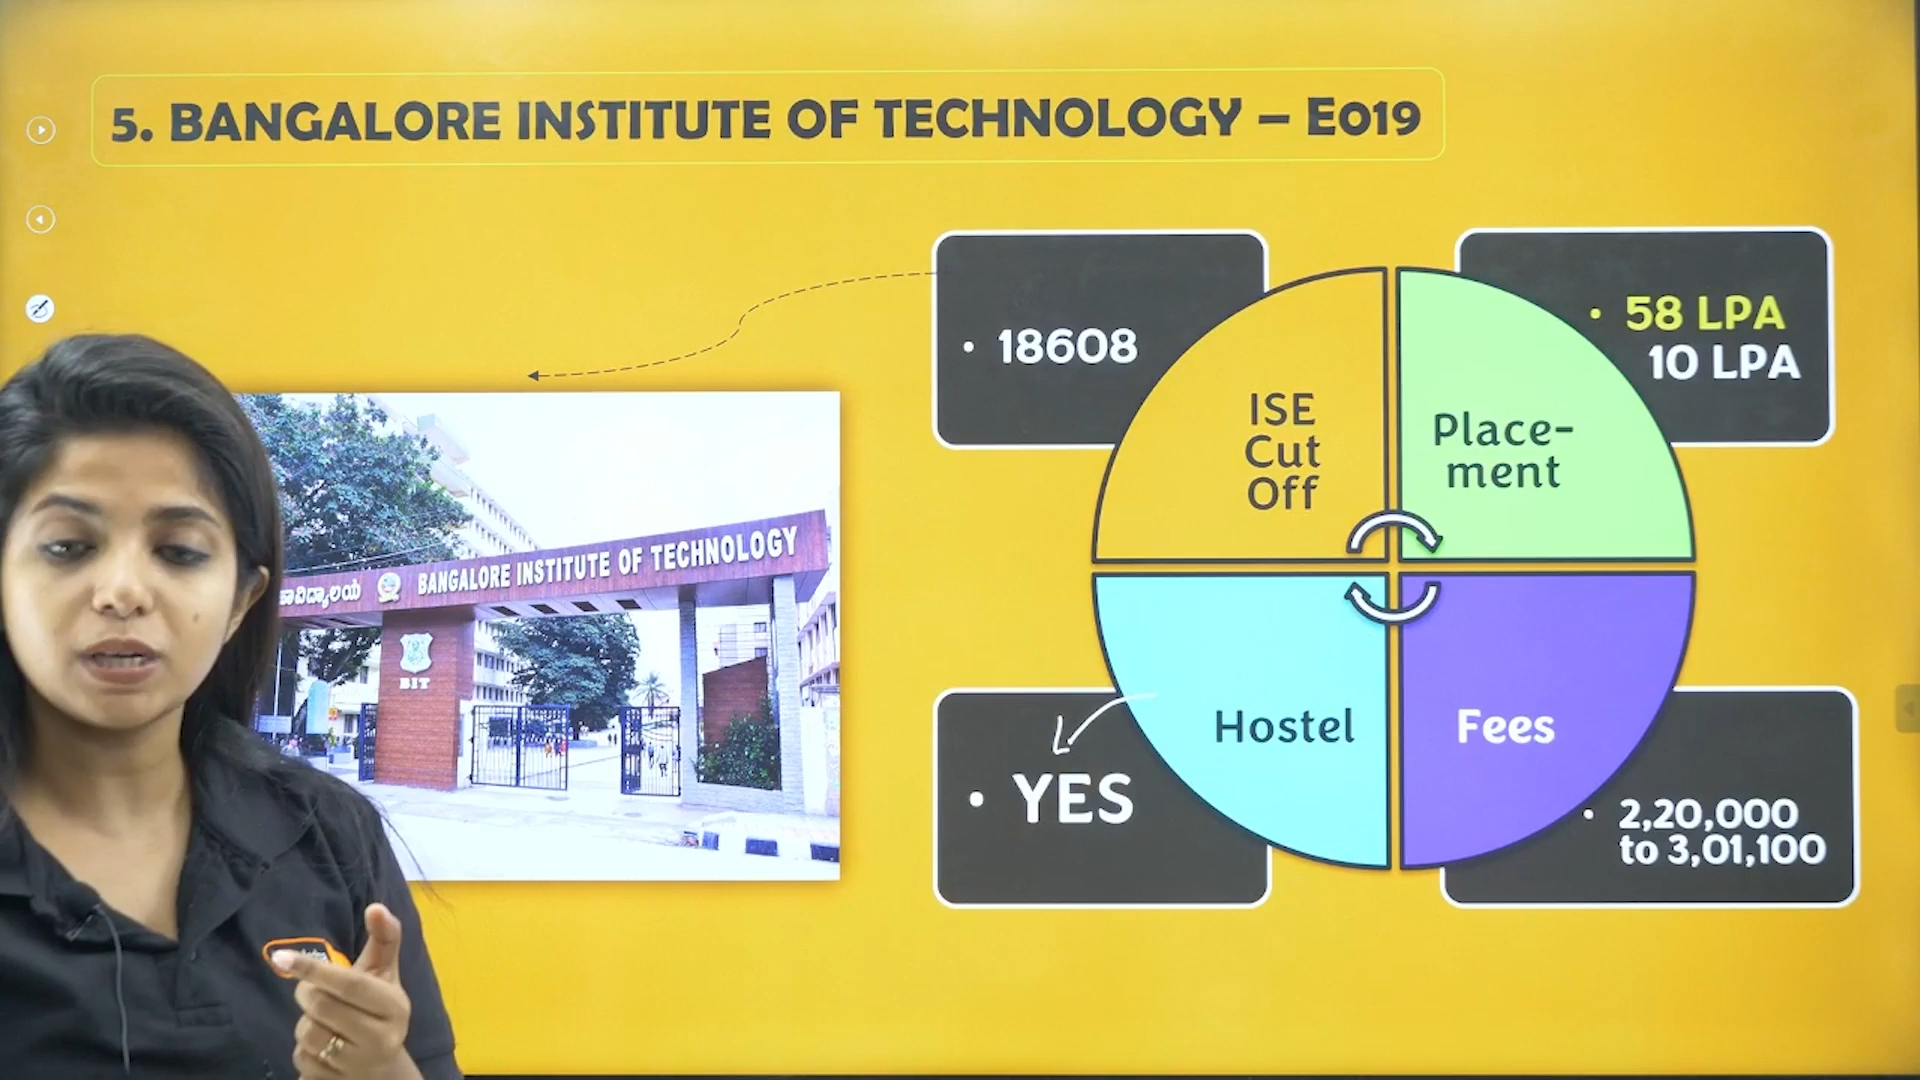 5. BANGALORE INSTITUTE OF TECHNOLOGY – E019
• 18608
• 58 LPA
10 LPA
ISE
Cut
Off
Place-
ment
BANGALORE INSTITUTE OF TECHNOLOGY
BIT
Hostel
Fees
• YES
• 2,20,000
to 3,01,100